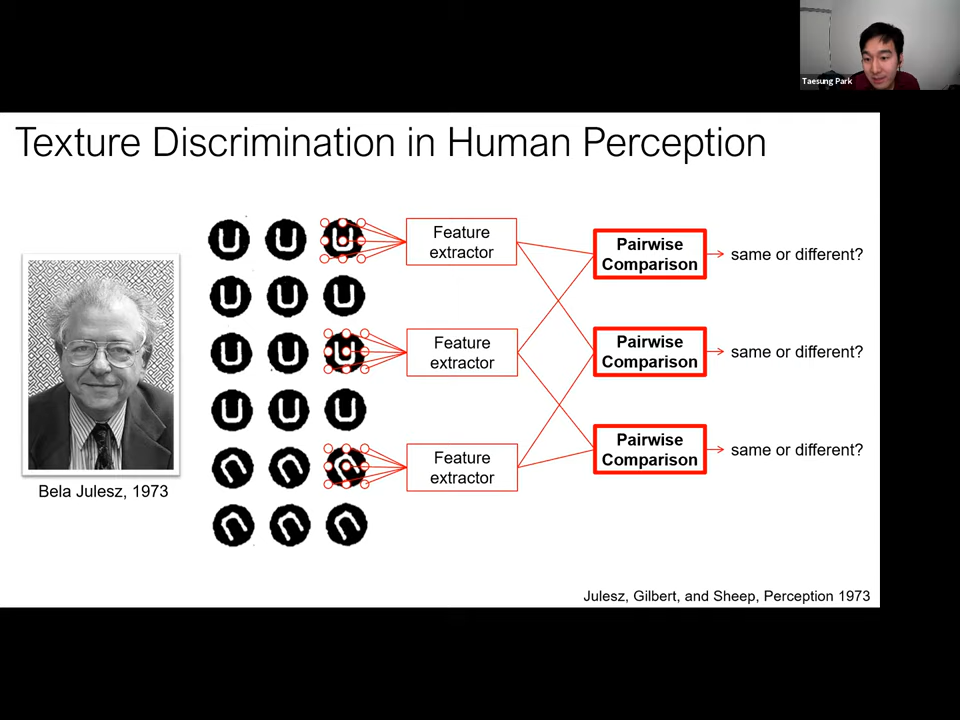 Taesung Park
Texture Discrimination in Human Perception
U U U
U U U
U U U
U U U
Feature
extractor
Feature
extractor
Feature
extractor
Pairwise
Comparison
same or different?
Pairwise
Comparison
same or different?
Pairwise
Comparison
same or different?
Bela Julesz, 1973
Julesz, Gilbert, and Sheep, Perception 1973